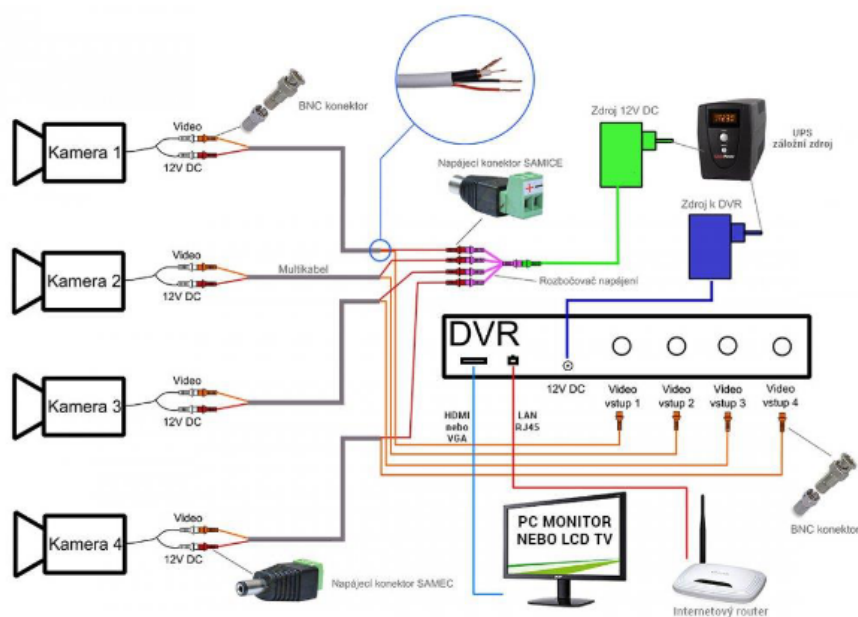 BNC konektor
Video
Kamera 1
12V DC
Zdroj 12V DC
UPS
záložní zdroj
Napájecí konektor SAMICE
Zdroj k DVR
Video
Kamera 2
12V DC
Multikabel
Rozbočovač napájení
DVR
12V DC
Video
vstup 1
Video
vstup 2
Video
vstup 3
Video
vstup 4
HDMI
nebo
VGA
LAN
RJ45
Video
Kamera 3
12V DC
Video
Kamera 4
12V DC
Napájecí konektor SAMEC
PC MONITOR
NEBO LCD TV
BNC konektor
Internetový router